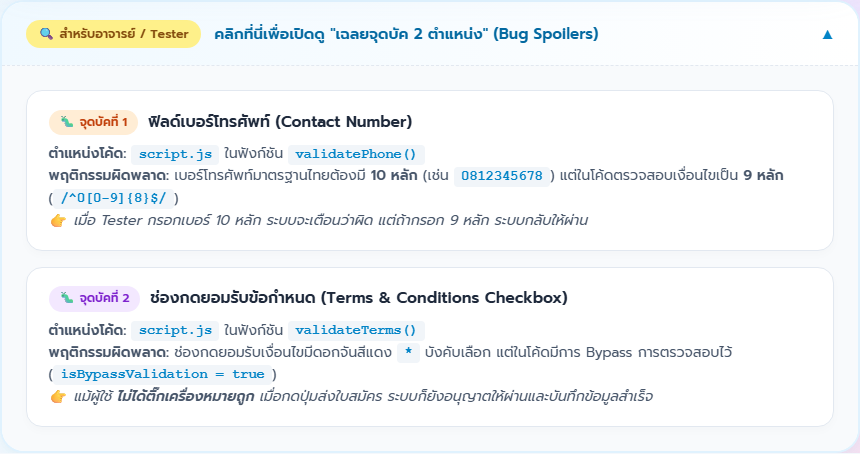 🔍 สำหรับอาจารย์ / Tester คลิกที่นี่เพื่อเปิดดู "เฉลยจุดบัค 2 ตำแหน่ง" (Bug Spoilers) ▲
🐛 จุดบัคที่ 1 ฟิลด์เบอร์โทรศัพท์ (Contact Number)
ตำแหน่งโค้ด: script.js ในฟังก์ชัน validatePhone()
พฤติกรรมผิดพลาด: เบอร์โทรศัพท์มาตรฐานไทยต้องมี 10 หลัก (เช่น 0812345678 ) แต่ในโค้ดตรวจสอบเงื่อนไขเป็น 9 หลัก
( /^0[0-9]{8}$/ )
👉 เมื่อ Tester กรอกเบอร์ 10 หลัก ระบบจะเตือนว่าผิด แต่ถ้ากรอก 9 หลัก ระบบกลับให้ผ่าน
🐛 จุดบัคที่ 2 ช่องกดยอมรับข้อกำหนด (Terms & Conditions Checkbox)
ตำแหน่งโค้ด: script.js ในฟังก์ชัน validateTerms()
พฤติกรรมผิดพลาด: ช่องกดยอมรับเงื่อนไขมีดอกจันสีแดง * บังคับเลือก แต่ในโค้ดมีการ Bypass การตรวจสอบไว้
( isBypassValidation = true )
👉 แม้ผู้ใช้ ไม่ได้ติ๊กเครื่องหมายถูก เมื่อกดปุ่มส่งใบสมัคร ระบบก็ยังอนุญาตให้ผ่านและบันทึกข้อมูลสำเร็จ